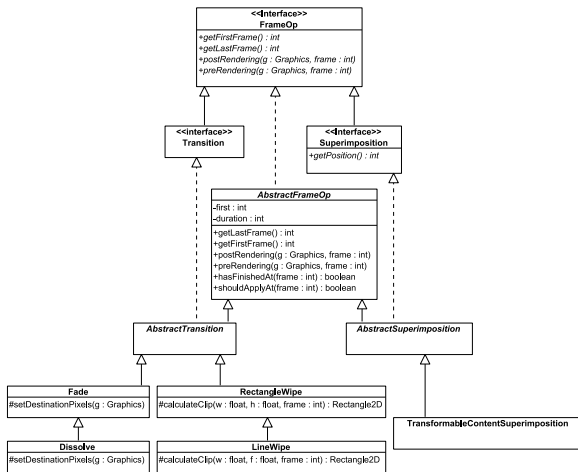 <<Interface>>
FrameOp
+getFirstFrame() : int
+getLastFrame() : int
+postRendering(g : Graphics, frame : int)
+preRendering(g : Graphics, frame : int)
<<interface>>
Transition
<<Interface>>
Superimposition
+getPosition() : int
AbstractFrameOp
-first : int
-duration : int
+getLastFrame() : int
+getFirstFrame() : int
+postRendering(g : Graphics, frame : int)
+preRendering(g : Graphics, frame : int)
+hasFinishedAt(frame : int) : boolean
+shouldApplyAt(frame : int) : boolean
AbstractTransition
AbstractSuperimposition
Fade
#setDestinationPixels(g : Graphics)
RectangleWipe
#calculateClip(w : float, h : float, frame : int) : Rectangle2D
TransformableContentSuperimposition
Dissolve
#setDestinationPixels(g : Graphics)
LineWipe
#calculateClip(w : float, f : float, frame : int) : Rectangle2D